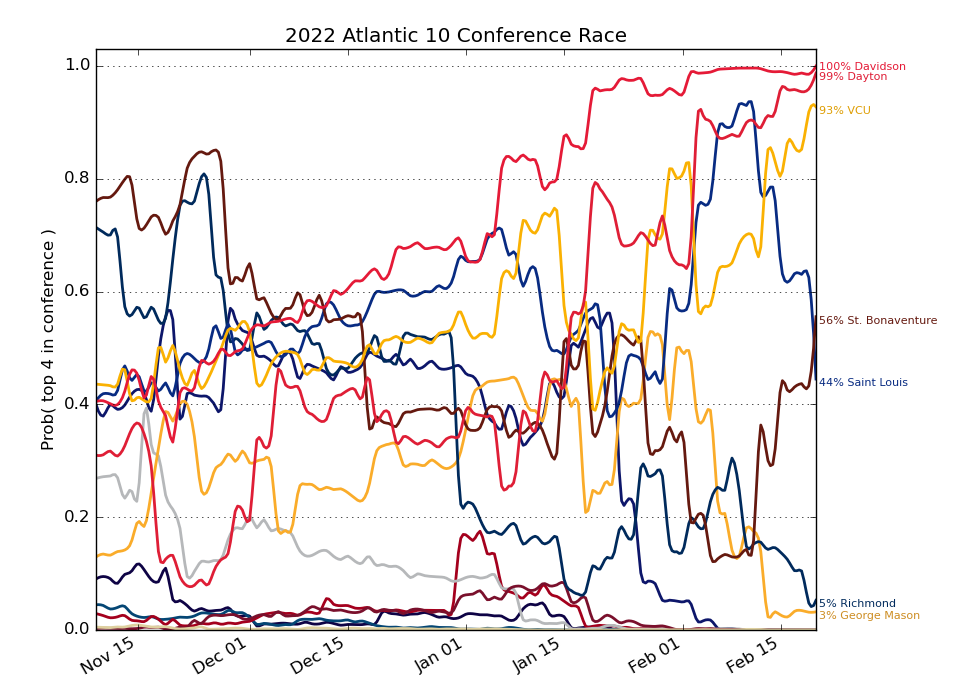 2022 Atlantic 10 Conference Race
Prob( top 4 in conference )
1.0
0.8
0.6
0.4
0.2
0.0
Nov 15
Dec 01
Dec 15
Jan 01
Jan 15
Feb 01
Feb 15
100% Davidson
99% Dayton
93% VCU
56% St. Bonaventure
44% Saint Louis
5% Richmond
3% George Mason